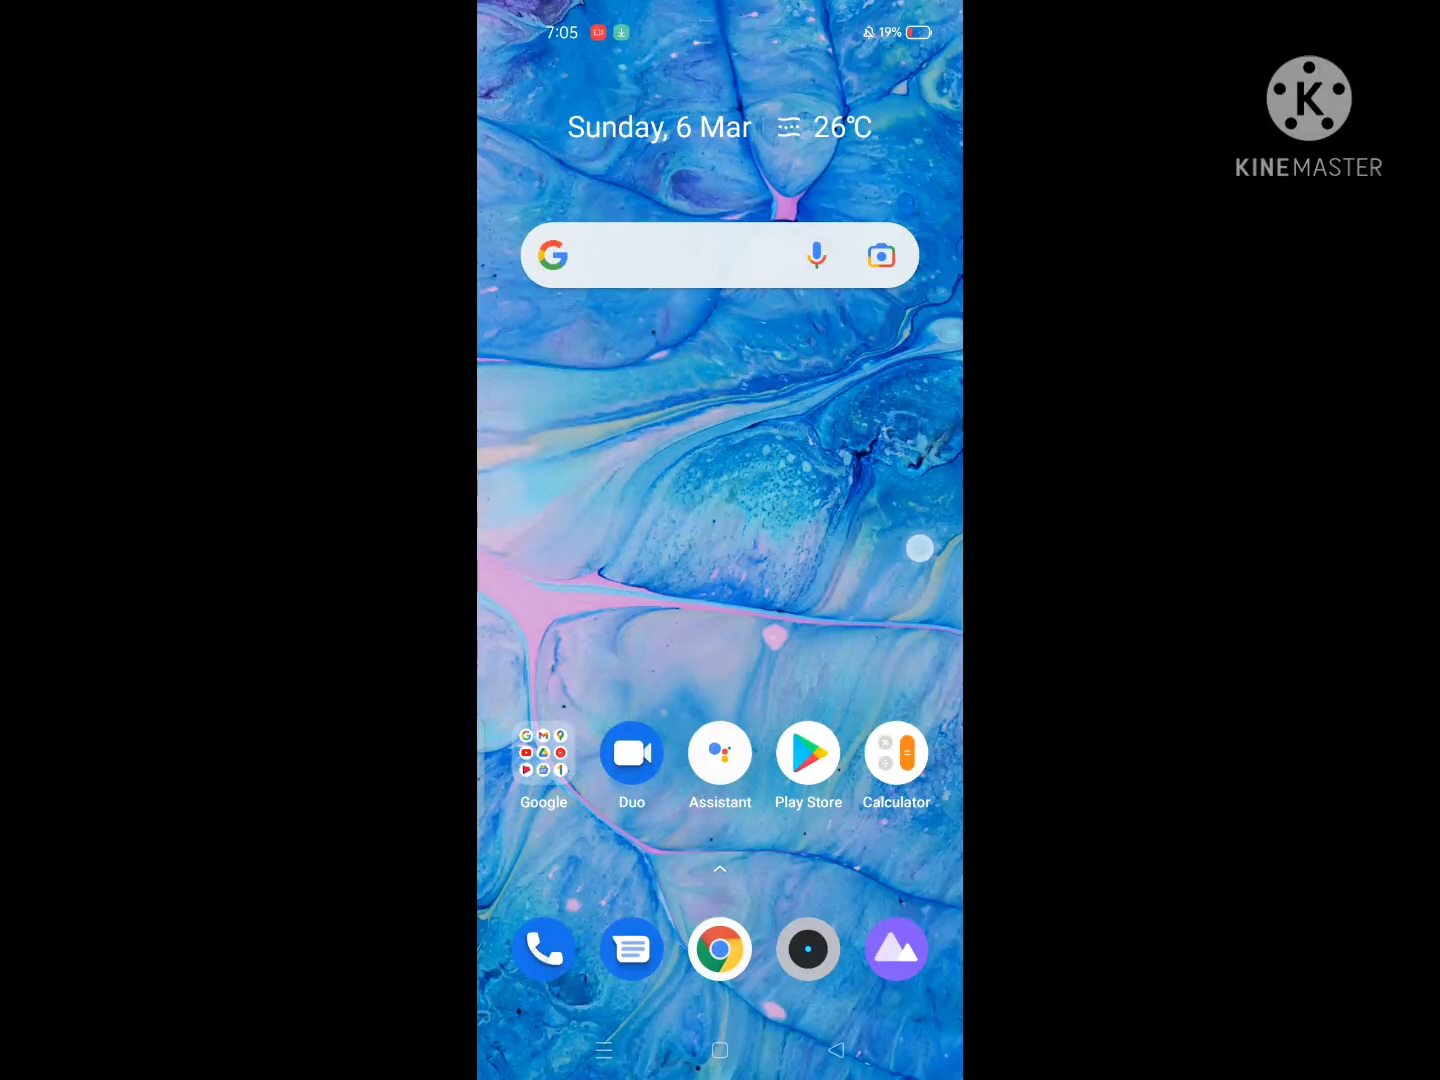 7:05 19%
K
KINEMASTER
Sunday, 6 Mar 26°C
Google Duo Assistant Play Store Calculator